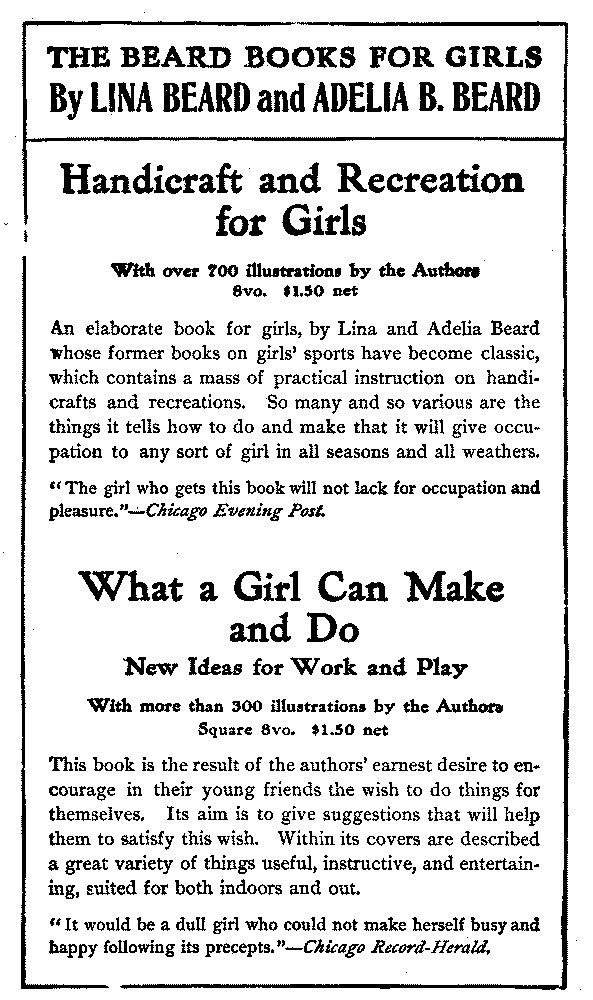 THE BEARD BOOKS FOR GIRLS
By LINA BEARD and ADELIA B. BEARD
Handicraft and Recreation
for Girls
With over 700 illustrations by the Authors
8vo. $1.50 net
An elaborate book for girls, by Lina and Adelia Beard
whose former books on girls' sports have become classic,
which contains a mass of practical instruction on handi-
crafts and recreations. So many and so various are the
things it tells how to do and make that it will give occu-
pation to any sort of girl in all seasons and all weathers.
"The girl who gets this book will not lack for occupation and
pleasure."—Chicago Evening Post.
What a Girl Can Make
and Do
New Ideas for Work and Play
With more than 300 illustrations by the Authors
Square 8vo. $1.50 net
This book is the result of the authors' earnest desire to en-
courage in their young friends the wish to do things for
themselves. Its aim is to give suggestions that will help
them to satisfy this wish. Within its covers are described
a great variety of things useful, instructive, and entertain-
ing, suited for both indoors and out.
"It would be a dull girl who could not make herself busy and
happy following its precepts."—Chicago Record-Herald.